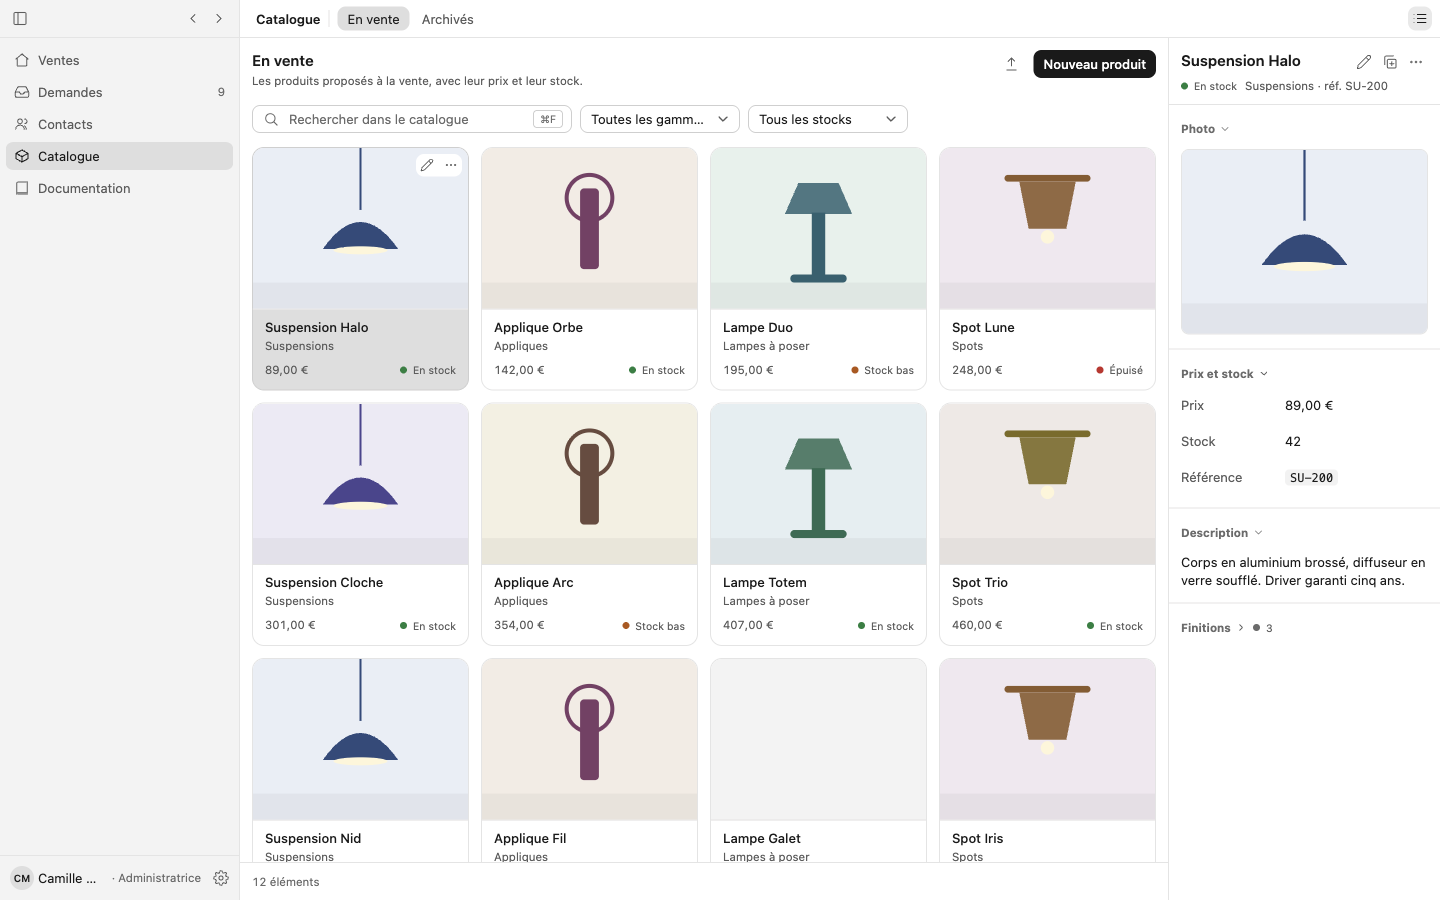 Ventes
Demandes 9
Contacts
Catalogue
Documentation
CM Camille ... · Administratrice
Catalogue En vente Archivés
En vente
Les produits proposés à la vente, avec leur prix et leur stock.
Nouveau produit
Rechercher dans le catalogue ⌘F
Toutes les gamm...
Tous les stocks
Suspension Halo
Suspensions
89,00 € En stock
Applique Orbe
Appliques
142,00 € En stock
Lampe Duo
Lampes à poser
195,00 € Stock bas
Spot Lune
Spots
248,00 € Épuisé
Suspension Cloche
Suspensions
301,00 € En stock
Applique Arc
Appliques
354,00 € Stock bas
Lampe Totem
Lampes à poser
407,00 € En stock
Spot Trio
Spots
460,00 € En stock
Suspension Nid
Suspensions
Applique Fil
Appliques
Lampe Galet
Lampes à poser
Spot Iris
Spots
12 éléments
Suspension Halo
En stock Suspensions · réf. SU-200
Photo
Prix et stock
Prix 89,00 €
Stock 42
Référence SU-200
Description
Corps en aluminium brossé, diffuseur en
verre soufflé. Driver garanti cinq ans.
Finitions 3